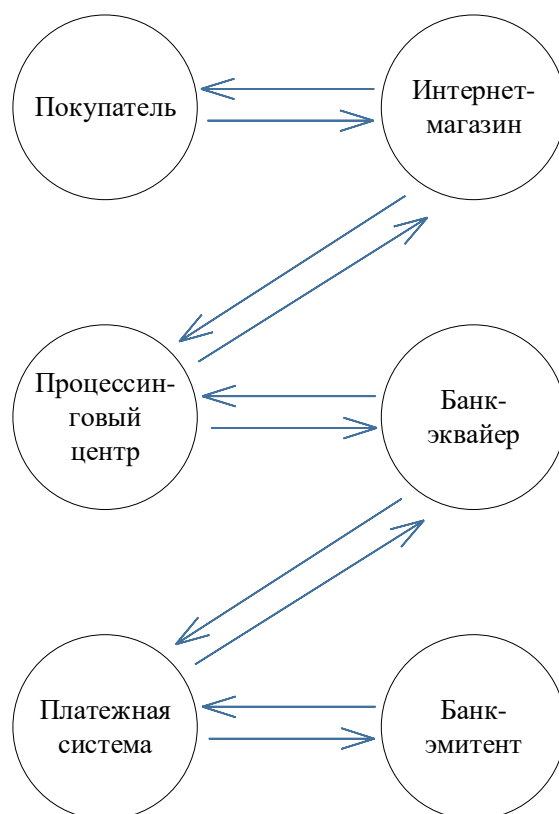 Покупатель
Интернет-
магазин
Процессин-
говый
центр
Банк-
эквайер
Платежная
система
Банк-
эмитент